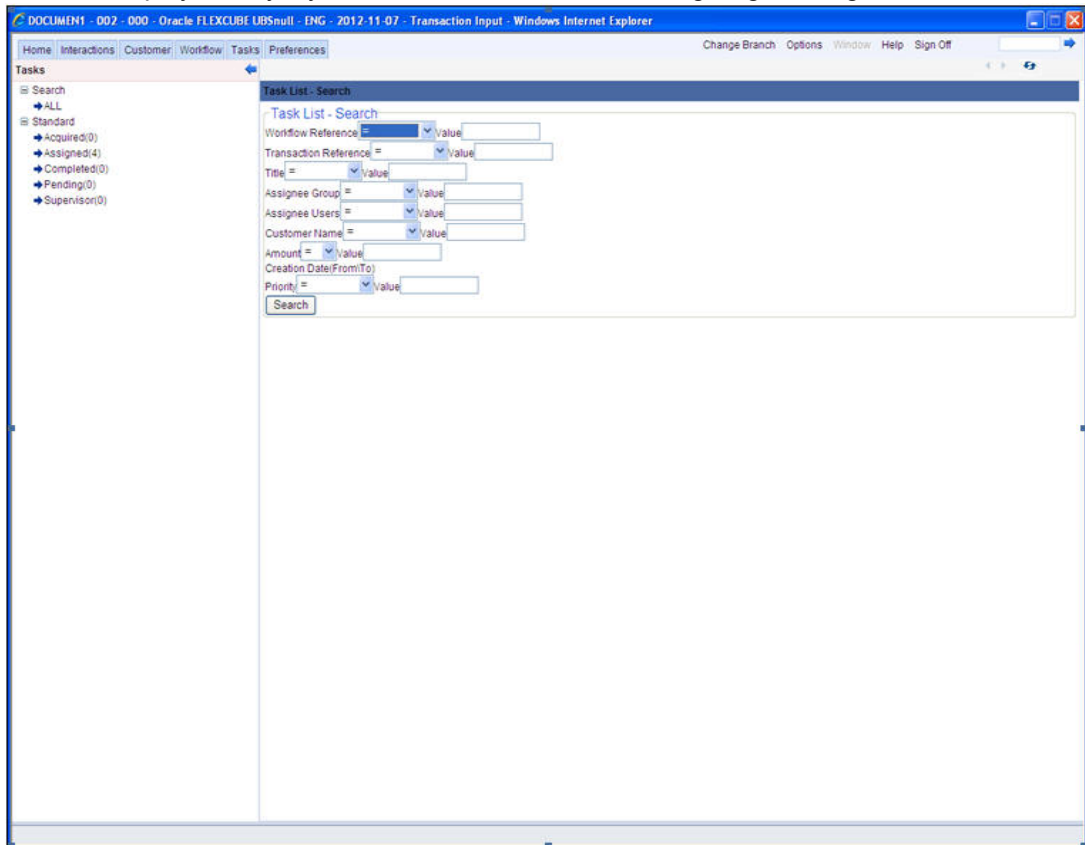 DOCUMEN1 - 002 - 000 - Oracle FLEXCUBE UBSnull - ENG - 2012-11-07 - Transaction Input - Windows Internet Explorer
Home Interactions Customer Workflow Tasks Preferences Change Branch Options Window Help Sign Off
Tasks
Search
ALL
Standard
Acquired(0)
Assigned(4)
Completed(0)
Pending(0)
Supervisor(0)
Task List - Search
Task List - Search
Workflow Reference = Value
Transaction Reference = Value
Title = Value
Assignee Group = Value
Assignee Users = Value
Customer Name = Value
Amount = Value
Creation Date(From\To)
Priority = Value
Search